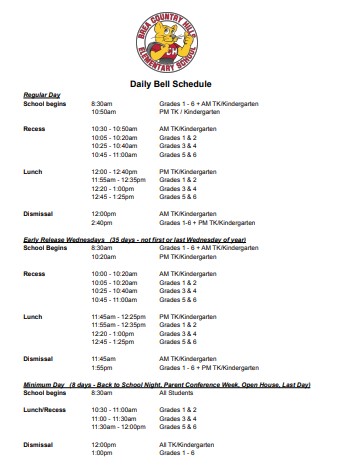 BREA COUNTRY HILLS
CH
ELEMENTARY SCHOOL
Daily Bell Schedule
Regular Day
School begins 8:30am Grades 1 - 6 + AM TK/Kindergarten
10:50am PM TK / Kindergarten
Recess 10:30 - 10:50am AM TK/Kindergarten
10:05 - 10:20am Grades 1 & 2
10:25 - 10:40am Grades 3 & 4
10:45 - 11:00am Grades 5 & 6
Lunch 12:00 - 12:40pm PM TK/Kindergarten
11:55am - 12:35pm Grades 1 & 2
12:20 - 1:00pm Grades 3 & 4
12:45 - 1:25pm Grades 5 & 6
Dismissal 12:00pm AM TK/Kindergarten
2:40pm Grades 1-6 + PM TK/Kindergarten
Early Release Wednesdays (35 days - not first or last Wednesday of year)
School Begins 8:30am Grades 1 - 6 + AM TK/Kindergarten
10:20am PM TK/Kindergarten
Recess 10:00 - 10:20am AM TK/Kindergarten
10:05 - 10:20am Grades 1 & 2
10:25 - 10:40am Grades 3 & 4
10:45 - 11:00am Grades 5 & 6
Lunch 11:45am - 12:25pm PM TK/Kindergarten
11:55am - 12:35pm Grades 1 & 2
12:20 - 1:00pm Grades 3 & 4
12:45 - 1:25pm Grades 5 & 6
Dismissal 11:45am AM TK/Kindergarten
1:55pm Grades 1 - 6 + PM TK/Kindergarten
Minimum Day (8 days - Back to School Night, Parent Conference Week, Open House, Last Day)
School begins 8:30am All Students
Lunch/Recess 10:30 - 11:00am Grades 1 & 2
11:00 - 11:30am Grades 3 & 4
11:30am - 12:00pm Grades 5 & 6
Dismissal 12:00pm All TK/Kindergarten
1:00pm Grades 1 - 6